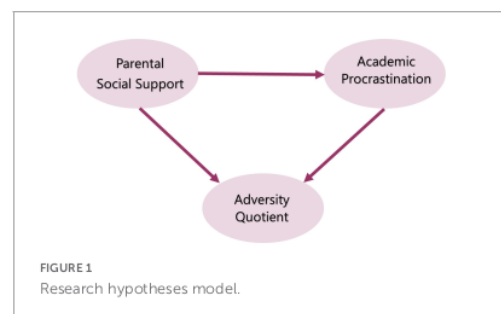 Parental
Social Support
Academic
Procrastination
Adversity
Quotient
FIGURE 1
Research hypotheses model.